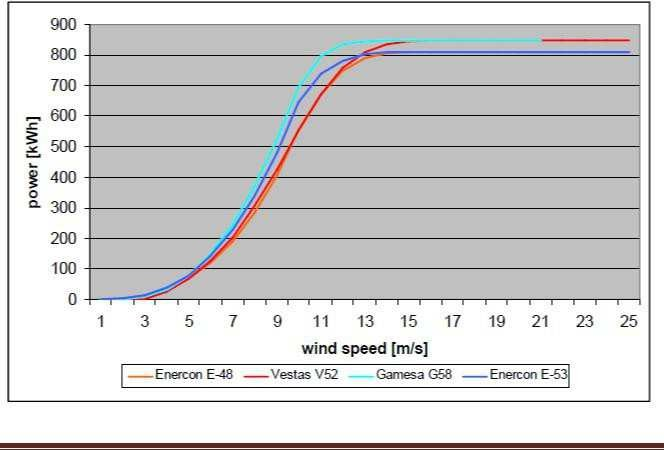 900
800
700
600
500
400
300
200
100
0
power [kWh]
1 3 5 7 9 11 13 15 17 19 21 23 25
wind speed [m/s]
Enercon E-48 Vestas V52 Gamesa G58 Enercon E-53